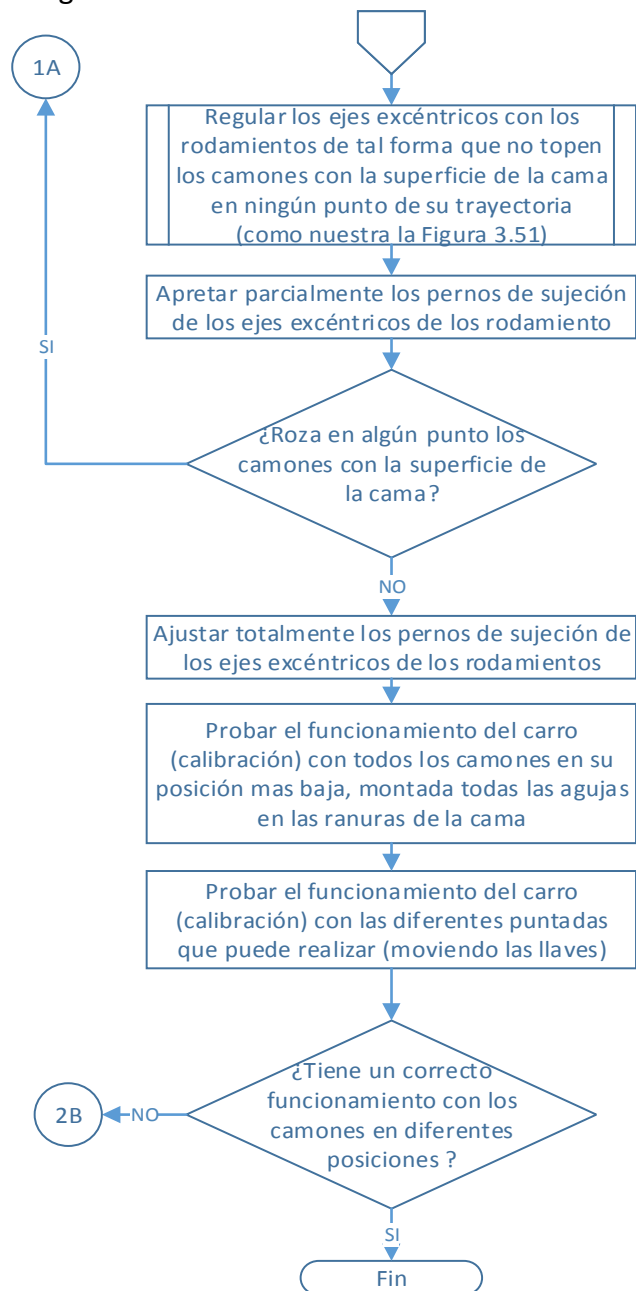 1A
Regular los ejes excéntricos con los
rodamientos de tal forma que no topen
los camones con la superficie de la cama
en ningún punto de su trayectoria
(como nuestra la Figura 3.51)
Apretar parcialmente los pernos de sujeción
de los ejes excéntricos de los rodamiento
SI
¿Roza en algún punto los
camones con la superficie de
la cama?
NO
Ajustar totalmente los pernos de sujeción de
los ejes excéntricos de los rodamientos
Probar el funcionamiento del carro
(calibración) con todos los camones en su
posición mas baja, montada todas las agujas
en las ranuras de la cama
Probar el funcionamiento del carro
(calibración) con las diferentes puntadas
que puede realizar (moviendo las llaves)
¿Tiene un correcto
funcionamiento con los
camones en diferentes
posiciones ?
2B
NO
SI
Fin